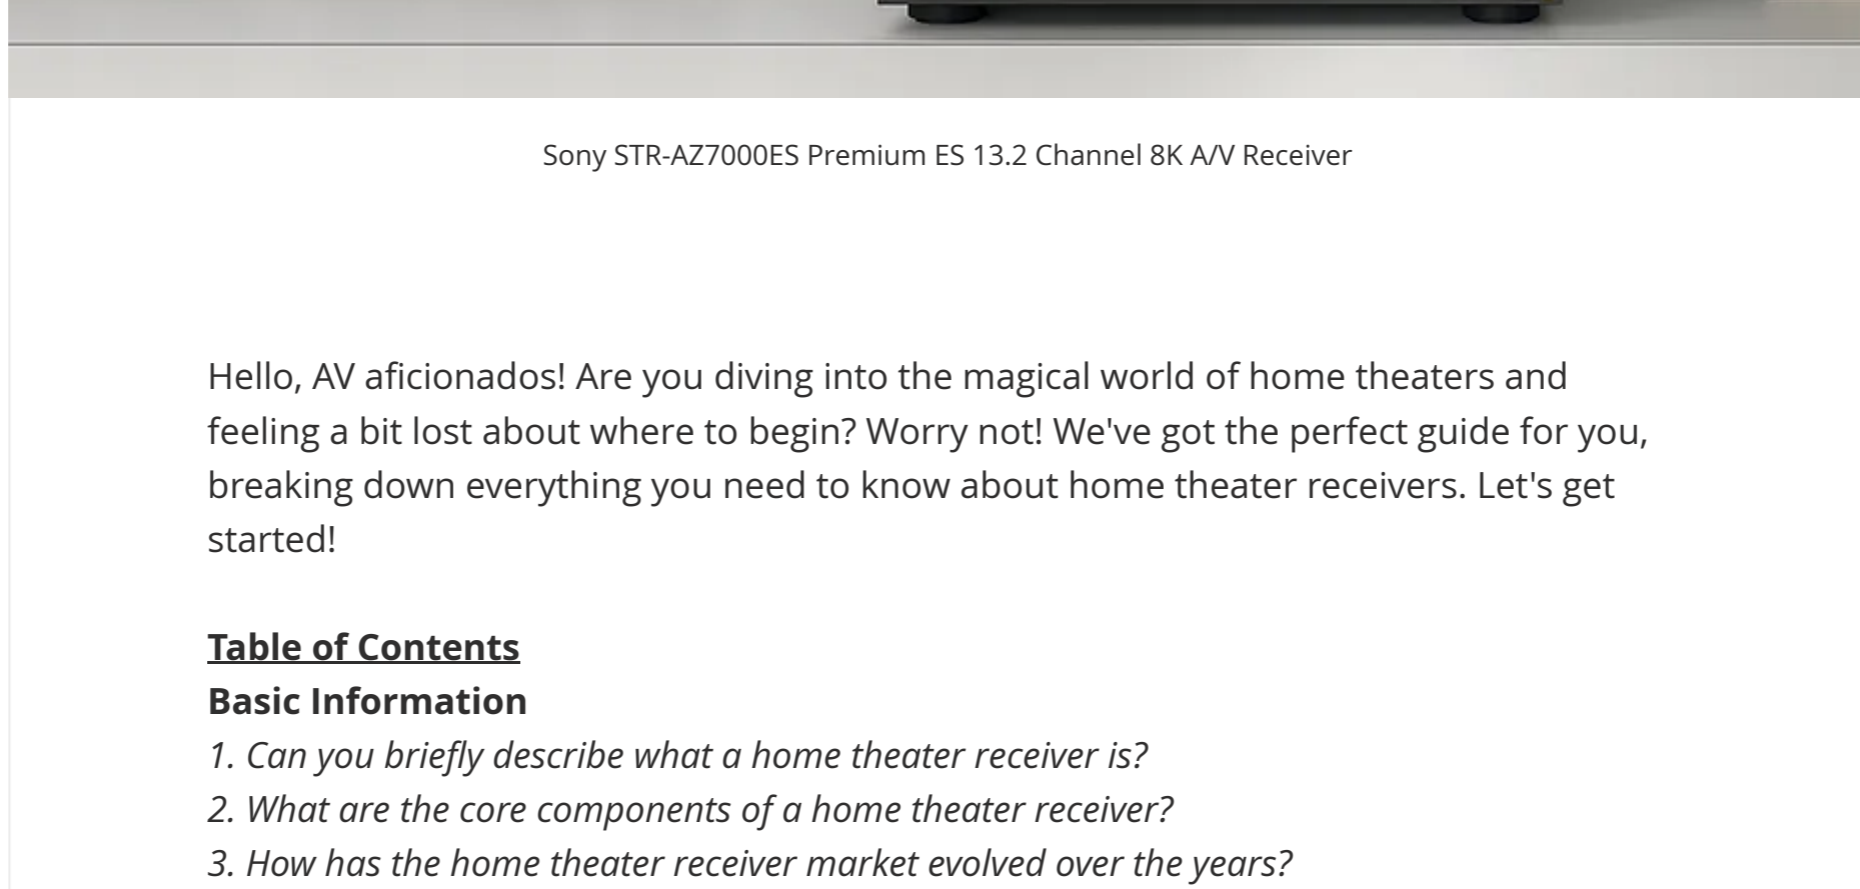 Sony STR-AZ7000ES Premium ES 13.2 Channel 8K A/V Receiver
Hello, AV aficionados! Are you diving into the magical world of home theaters and
feeling a bit lost about where to begin? Worry not! We've got the perfect guide for you,
breaking down everything you need to know about home theater receivers. Let's get
started!
Table of Contents
Basic Information
1. Can you briefly describe what a home theater receiver is?
2. What are the core components of a home theater receiver?
3. How has the home theater receiver market evolved over the years?